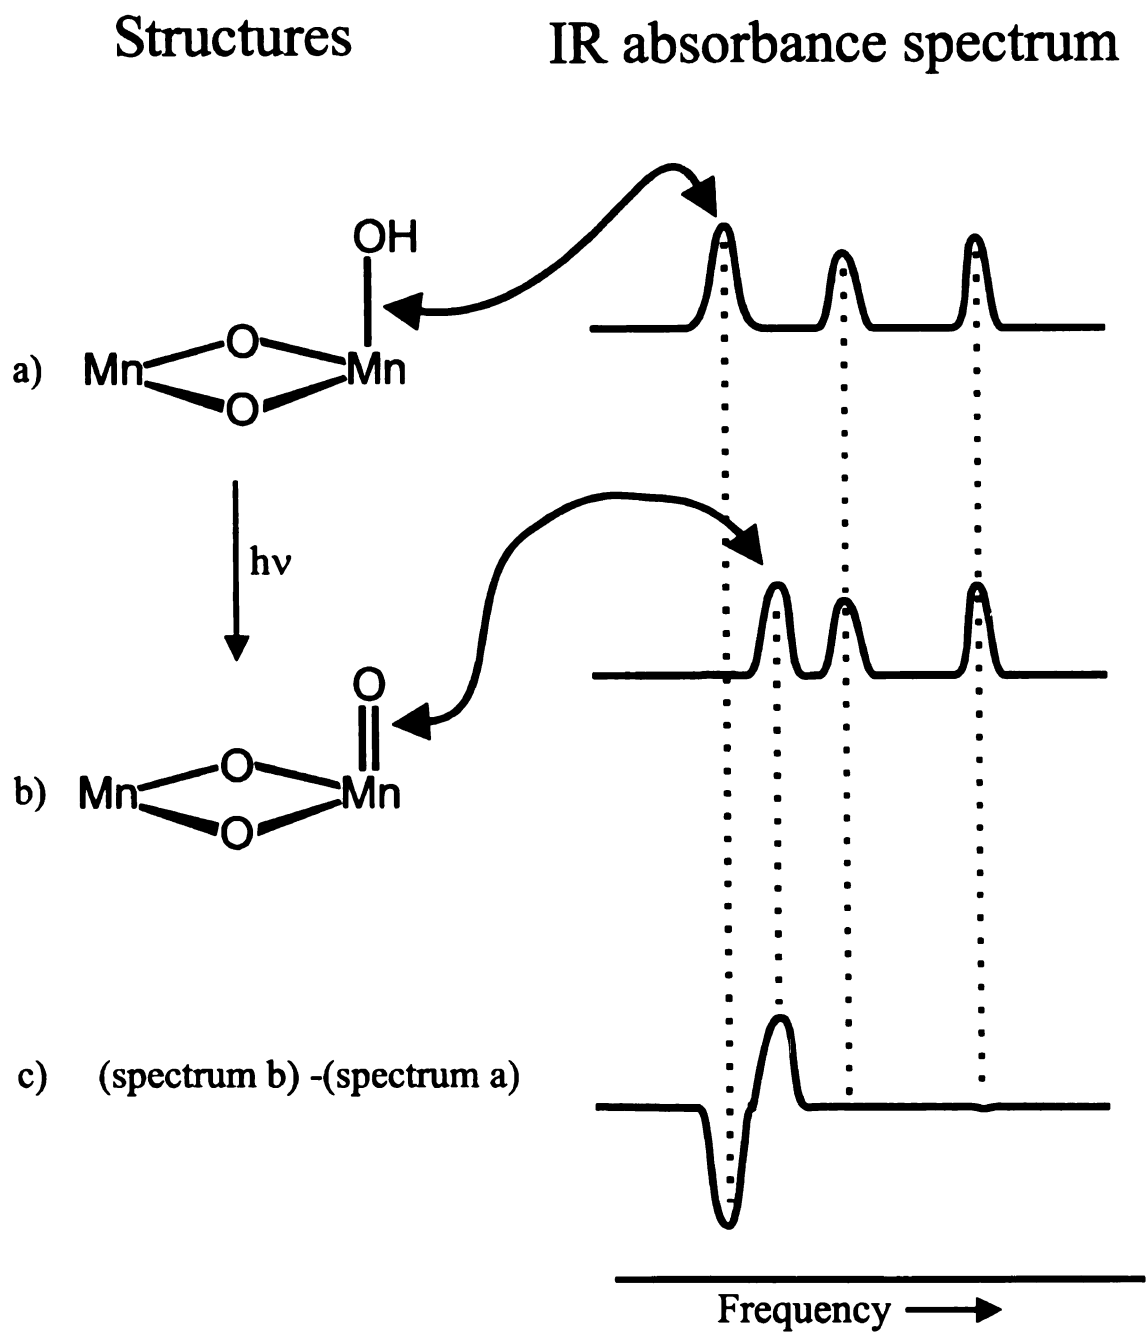 Structures IR absorbance spectrum
OH
O
a) Mn Mn
O
hν
O
O
b) Mn Mn
O
c) (spectrum b) -(spectrum a)
Frequency